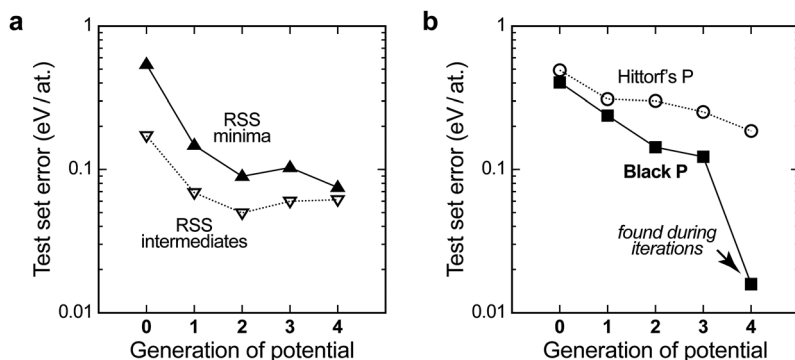 a
Test set error (eV / at.)
1
0.1
0.01
RSS
minima
RSS
intermediates
0 1 2 3 4
Generation of potential
b
Test set error (eV / at.)
1
0.1
0.01
Hittorf's P
Black P
found during
iterations
0 1 2 3 4
Generation of potential